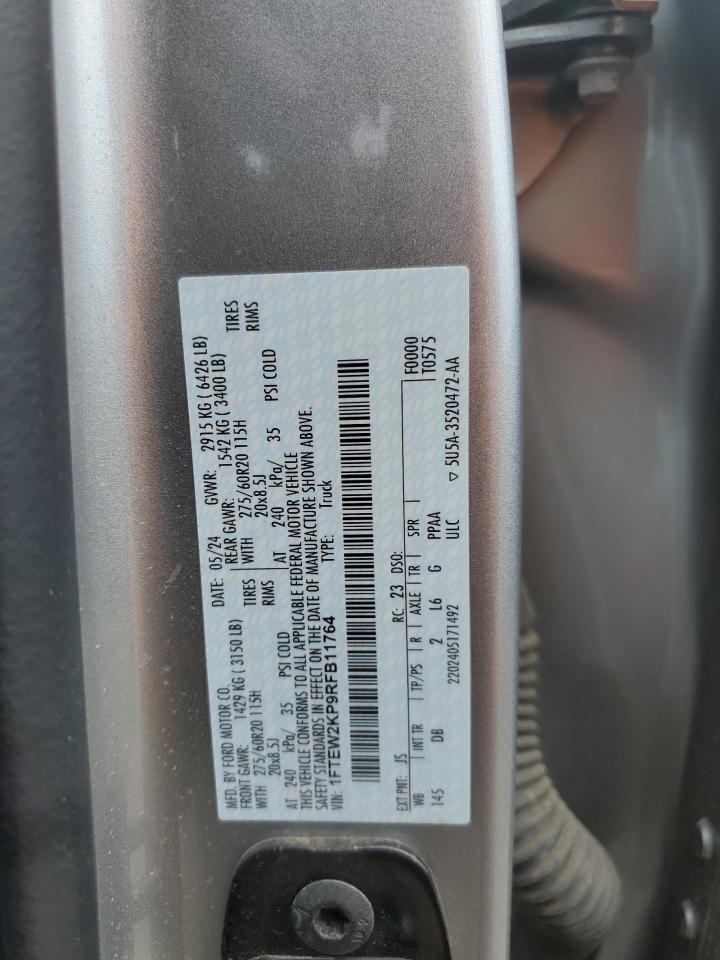 MFD. BY FORD MOTOR CO.
DATE: 05/24 GVWR: 2915 KG ( 6426 LB)
FRONT GAWR: 1429 KG ( 3150 LB) REAR GAWR: 1542 KG ( 3400 LB)
WITH 275/60R20 115H TIRES WITH 275/60R20 115H TIRES
20x8.5J RIMS 20x8.5J RIMS
AT 240 kPa/ 35 PSI COLD AT 240 kPa/ 35 PSI COLD
THIS VEHICLE CONFORMS TO ALL APPLICABLE FEDERAL MOTOR VEHICLE
SAFETY STANDARDS IN EFFECT ON THE DATE OF MANUFACTURE SHOWN ABOVE.
VIN: 1FTEW2KP9RFB11764 TYPE: Truck
EXT PNT: JS RC: 23 DSO: F0000
WB INT TR TP/PS R AXLE TR SPR T0575
145 DB 2 L6 G PPAA
2202405171492 ULC ▽ 5U5A-3520472-AA